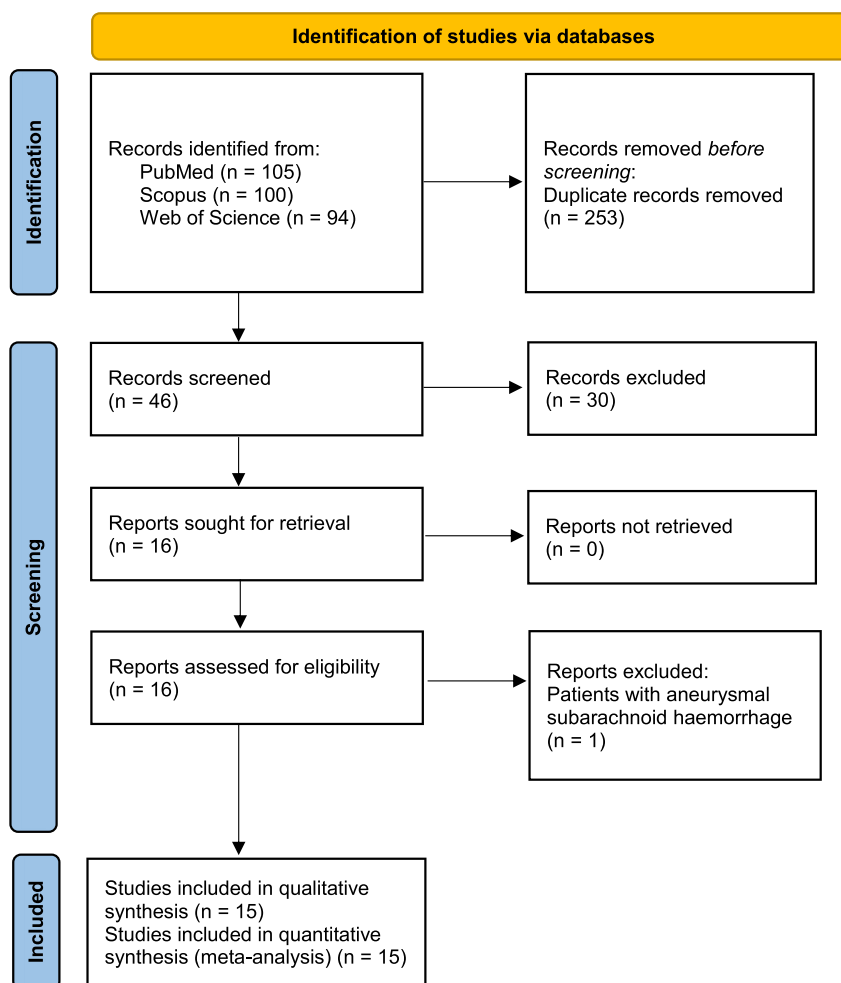 Identification of studies via databases
Identification
Records identified from:
PubMed (n = 105)
Scopus (n = 100)
Web of Science (n = 94)
Records removed before
screening:
Duplicate records removed
(n = 253)
Screening
Records screened
(n = 46)
Records excluded
(n = 30)
Reports sought for retrieval
(n = 16)
Reports not retrieved
(n = 0)
Reports assessed for eligibility
(n = 16)
Reports excluded:
Patients with aneurysmal
subarachnoid haemorrhage
(n = 1)
Included
Studies included in qualitative
synthesis (n = 15)
Studies included in quantitative
synthesis (meta-analysis) (n = 15)